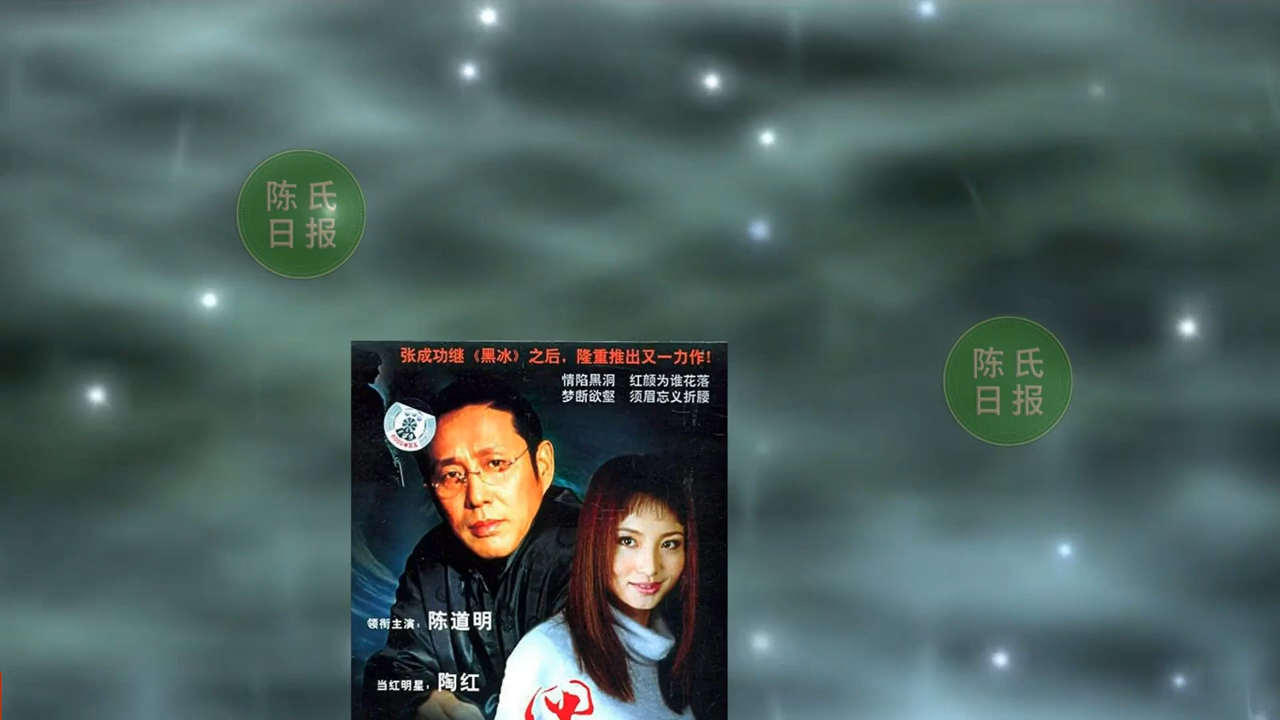 陈氏
日报
张成功继《黑冰》之后,隆重推出又一力作!
情陷黑洞 红颜为谁花落
梦断欲壑 须眉忘义折腰
陈氏
日报
领衔主演:陈道明
当红明星:陶红